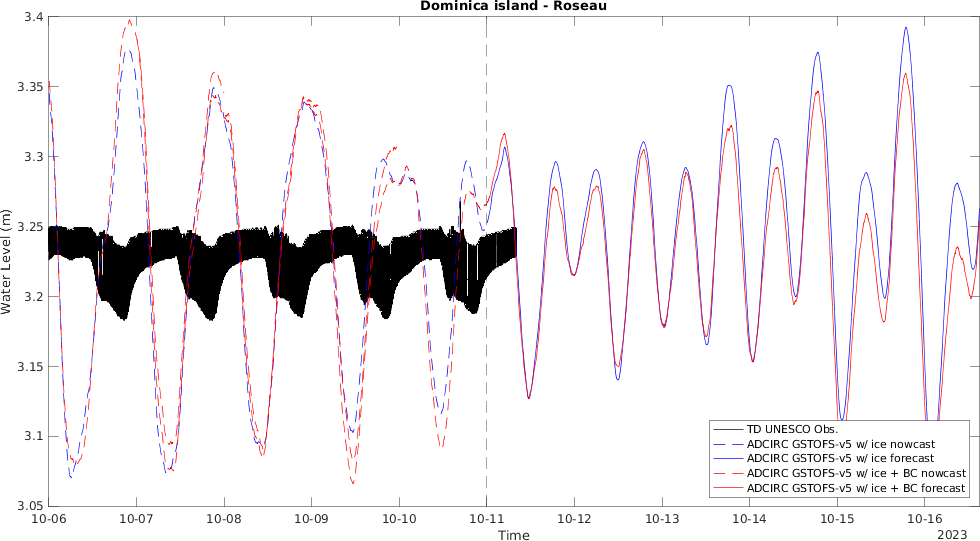 Dominica island - Roseau
Water Level (m)
3.4
3.35
3.3
3.25
3.2
3.15
3.1
3.05
TD UNESCO Obs.
ADCIRC GSTOFS-v5 w/ ice nowcast
ADCIRC GSTOFS-v5 w/ ice forecast
ADCIRC GSTOFS-v5 w/ ice + BC nowcast
ADCIRC GSTOFS-v5 w/ ice + BC forecast
10-06 10-07 10-08 10-09 10-10 10-11 10-12 10-13 10-14 10-15 10-16
Time
2023